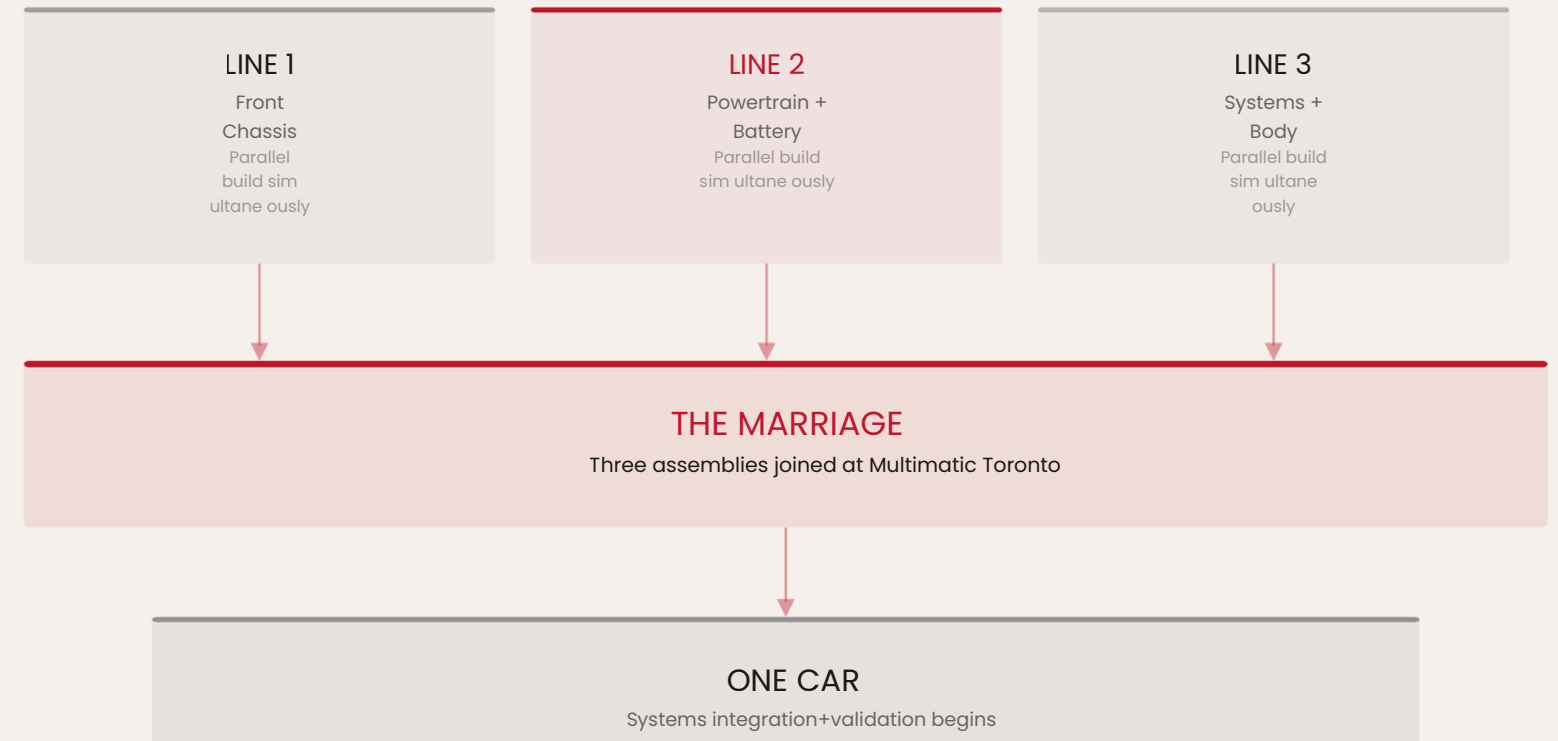 LINE 1
Front
Chassis
Parallel
build sim
ultane ously
LINE 2
Powertrain +
Battery
Parallel build
sim ultane ously
LINE 3
Systems +
Body
Parallel build
sim ultane
ously
THE MARRIAGE
Three assemblies joined at Multimatic Toronto
ONE CAR
Systems integration+validation begins